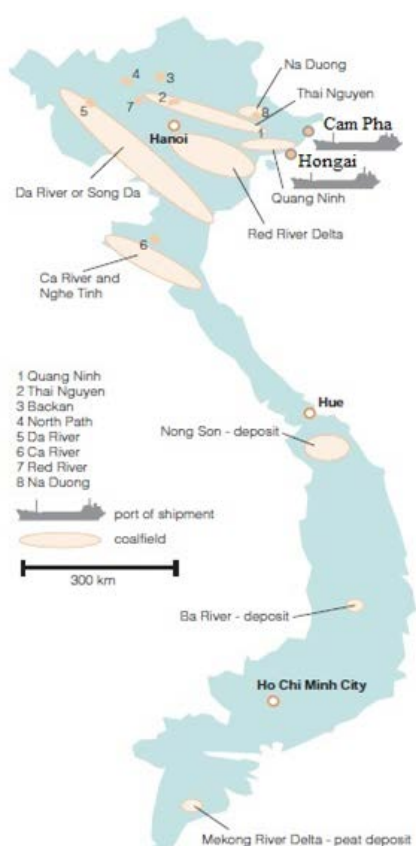 4
3
Na Duong
5
7
2
8
Thai Nguyen
Hanoi
1
Cam Pha
Hongai
Quang Ninh
Da River or Song Da
Red River Delta
6
Ca River and
Nghe Tinh
1 Quang Ninh
2 Thai Nguyen
3 Backan
4 North Path
5 Da River
6 Ca River
7 Red River
8 Na Duong
port of shipment
coalfield
300 km
Hue
Nong Son - deposit
Ba River - deposit
Ho Chi Minh City
Mekong River Delta - peat deposit